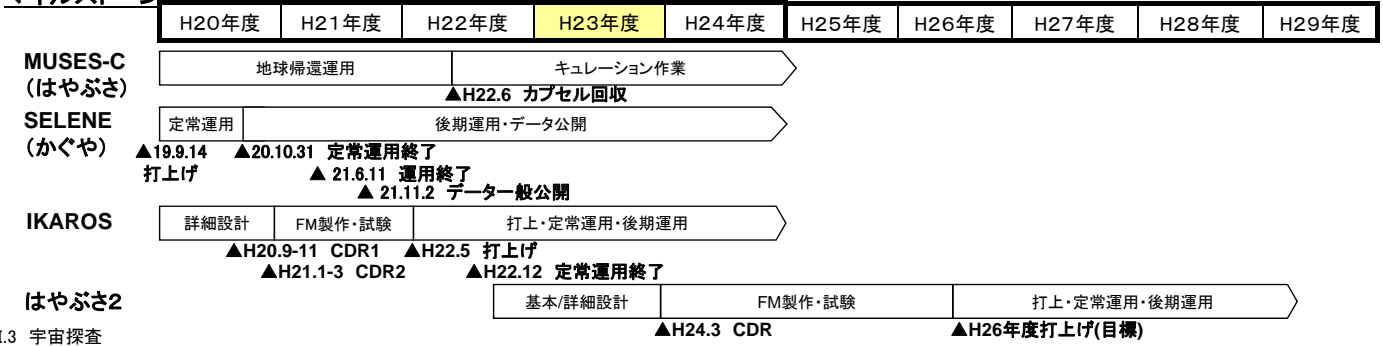 マイルストーン
H20年度 H21年度 H22年度 H23年度 H24年度 H25年度 H26年度 H27年度 H28年度 H29年度
MUSES-C
(はやぶさ)
地球帰還運用 キュレーション作業
▲H22.6 カプセル回収
SELENE
(かぐや)
定常運用 後期運用・データ公開
▲19.9.14
打上げ
▲20.10.31 定常運用終了
▲ 21.6.11 運用終了
▲ 21.11.2 データ一般公開
IKAROS
詳細設計 FM製作・試験 打上・定常運用・後期運用
▲H20.9-11 CDR1 ▲H22.5 打上げ
▲H21.1-3 CDR2 ▲H22.12 定常運用終了
はやぶさ2
基本/詳細設計 FM製作・試験 打上・定常運用・後期運用
▲H24.3 CDR ▲H26年度打上げ(目標)
.3 宇宙探査